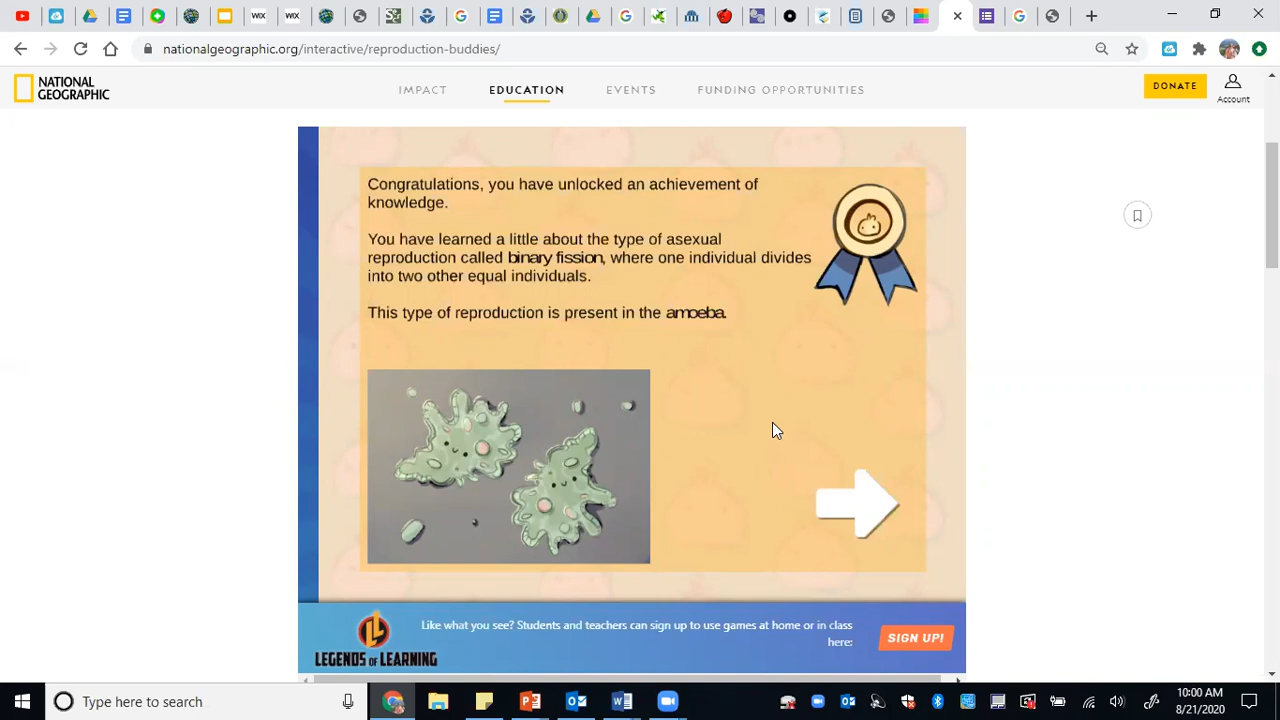 nationalgeographic.org/interactive/reproduction-buddies/
NATIONAL
GEOGRAPHIC
IMPACT
EDUCATION
EVENTS
FUNDING OPPORTUNITIES
DONATE
Account
Congratulations, you have unlocked an achievement of
knowledge.
You have learned a little about the type of asexual
reproduction called binary fission, where one individual divides
into two other equal individuals.
This type of reproduction is present in the amoeba.
LEGENDS OF LEARNING
Like what you see? Students and teachers can sign up to use games at home or in class
here:
SIGN UP!
Type here to search
10:00 AM
8/21/2020